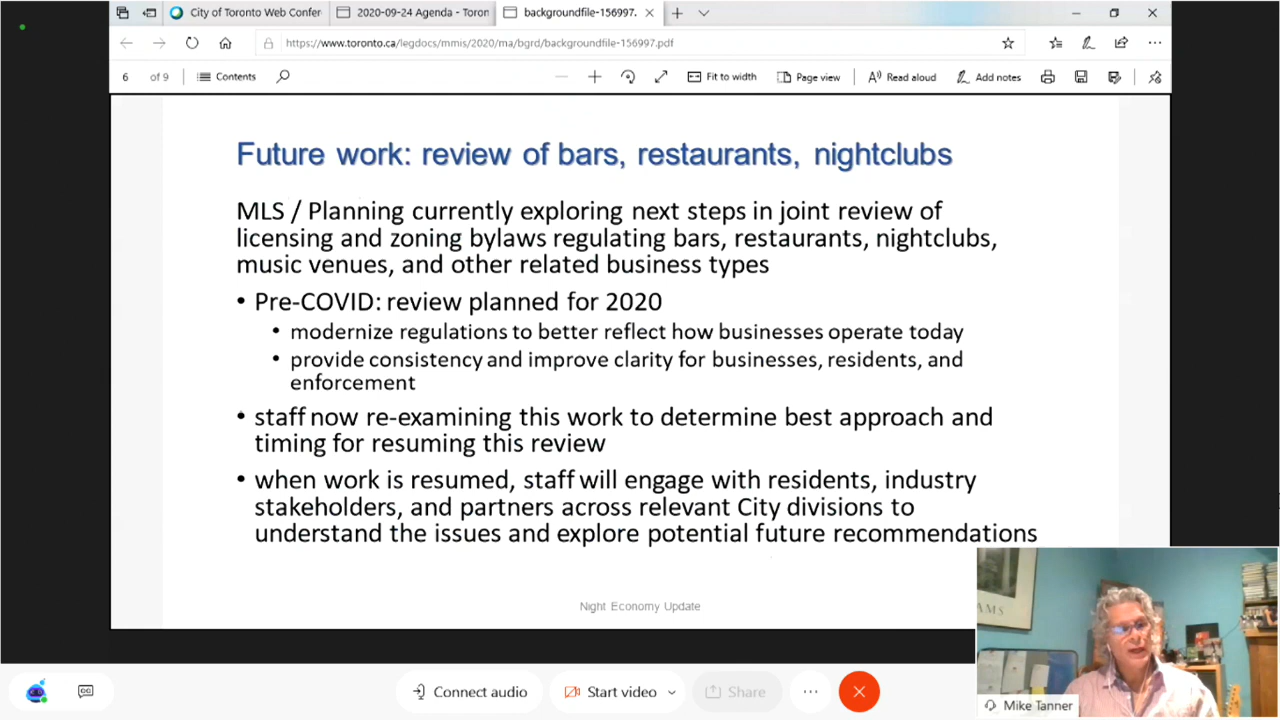 City of Toronto Web Confer
2020-09-24 Agenda - Toron
backgroundfile-156997.
https://www.toronto.ca/legdocs/mmis/2020/ma/bgrd/backgroundfile-156997.pdf
6 of 9 Contents Fit to width Page view Read aloud Add notes
Future work: review of bars, restaurants, nightclubs
MLS / Planning currently exploring next steps in joint review of
licensing and zoning bylaws regulating bars, restaurants, nightclubs,
music venues, and other related business types
• Pre-COVID: review planned for 2020
• modernize regulations to better reflect how businesses operate today
• provide consistency and improve clarity for businesses, residents, and
enforcement
• staff now re-examining this work to determine best approach and
timing for resuming this review
• when work is resumed, staff will engage with residents, industry
stakeholders, and partners across relevant City divisions to
understand the issues and explore potential future recommendations
Night Economy Update
AMS
Connect audio Start video Share
Mike Tanner